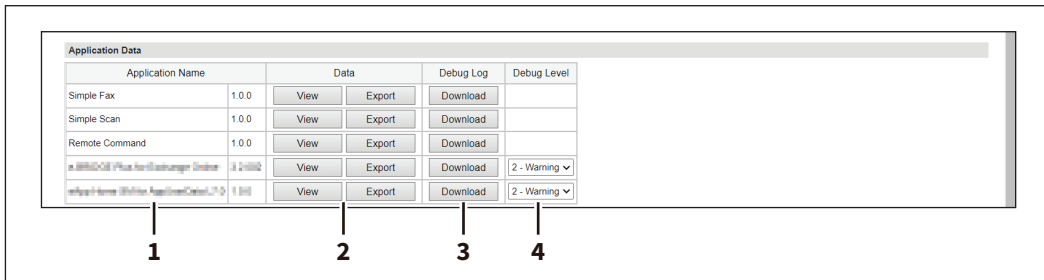 Application Data
Application Name Data Debug Log Debug Level
Simple Fax 1.0.0 View Export Download
Simple Scan 1.0.0 View Export Download
Remote Command 1.0.0 View Export Download
View Export Download 2 - Warning
View Export Download 2 - Warning
1 2 3 4